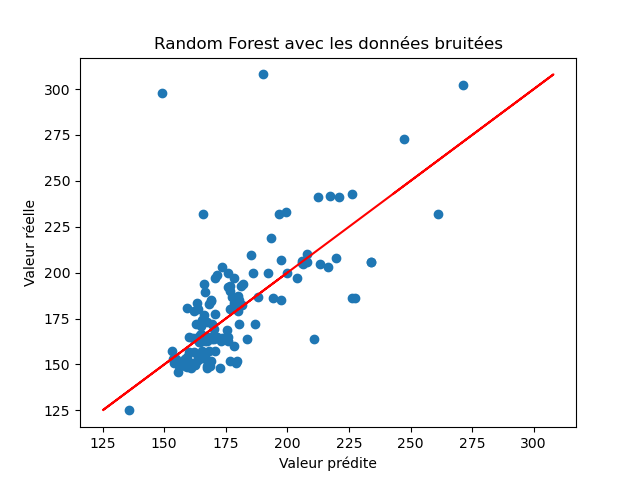 Random Forest avec les données bruitées
Valeur réelle
300
275
250
225
200
175
150
125
125 150 175 200 225 250 275 300
Valeur prédite